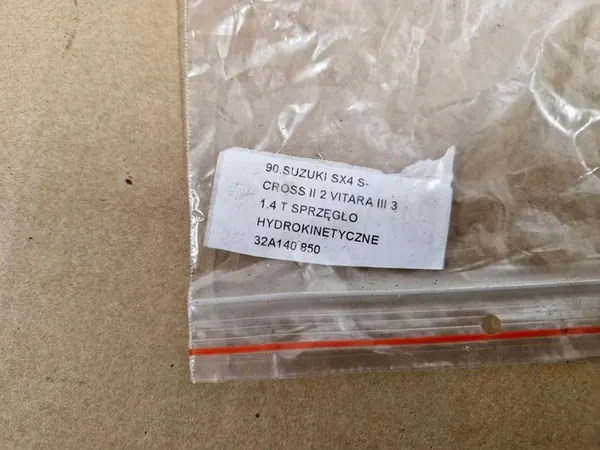 90.SUZUKI SX4 S-
CROSS II 2 VITARA III 3
1.4 T SPRZĘGŁO
HYDROKINETYCZNE
32A140 850